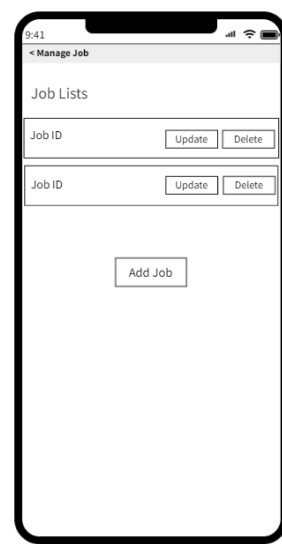 9:41
< Manage Job
Job Lists
Job ID
Update
Delete
Job ID
Update
Delete
Add Job